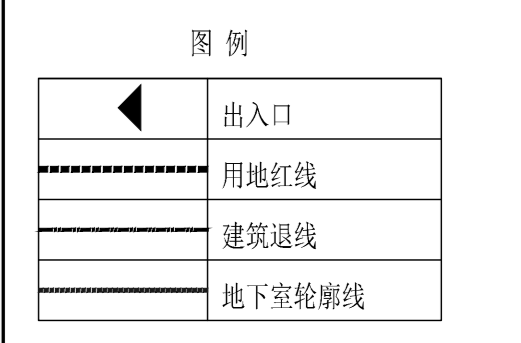 图 例
出入口
用地红线
建筑退线
地下室轮廓线